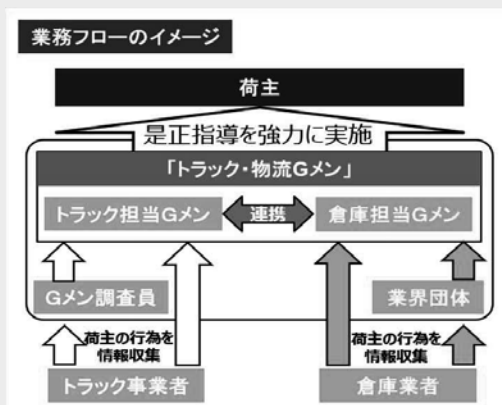 業務フローのイメージ
荷主
是正指導を強力に実施
「トラック・物流Gメン」
トラック担当Gメン
連携
倉庫担当Gメン
Gメン調査員
業界団体
荷主の行為を
情報収集
荷主の行為を
情報収集
トラック事業者
倉庫業者